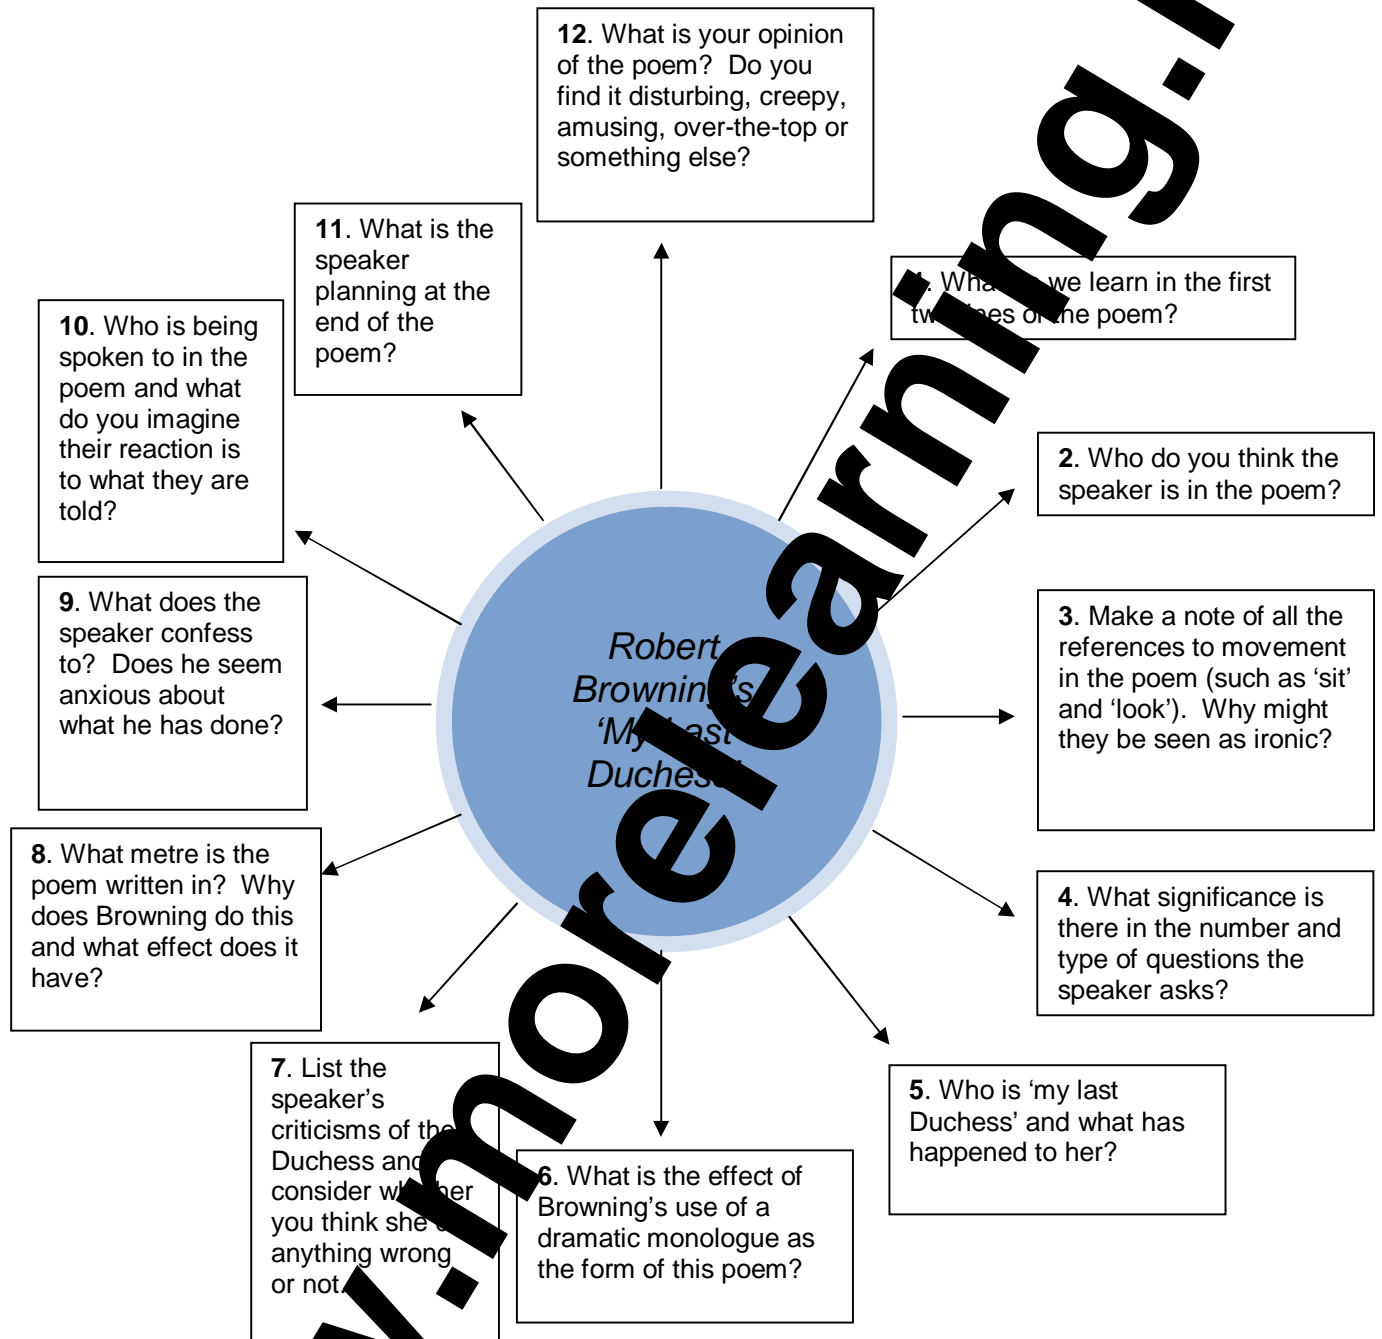 12. What is your opinion
of the poem? Do you
find it disturbing, creepy,
amusing, over-the-top or
something else?
11. What is the
speaker
planning at the
end of the
poem?
10. Who is being
spoken to in the
poem and what
do you imagine
their reaction is
to what they are
told?
9. What does the
speaker confess
to? Does he seem
anxious about
what he has done?
8. What metre is the
poem written in? Why
does Browning do this
and what effect does it
have?
7. List the
speaker's
criticisms of the
Duchess and
consider whether
you think she
anything wrong
or not.
6. What is the effect of
Browning's use of a
dramatic monologue as
the form of this poem?
5. Who is ‘my last
Duchess’ and what has
happened to her?
4. What significance is
there in the number and
type of questions the
speaker asks?
3. Make a note of all the
references to movement
in the poem (such as ‘sit’
and ‘look’). Why might
they be seen as ironic?
2. Who do you think the
speaker is in the poem?
1. What we learn in the first
two lines of the poem?
Robert
Browning's
‘My Last
Duchess’
.morelearning.